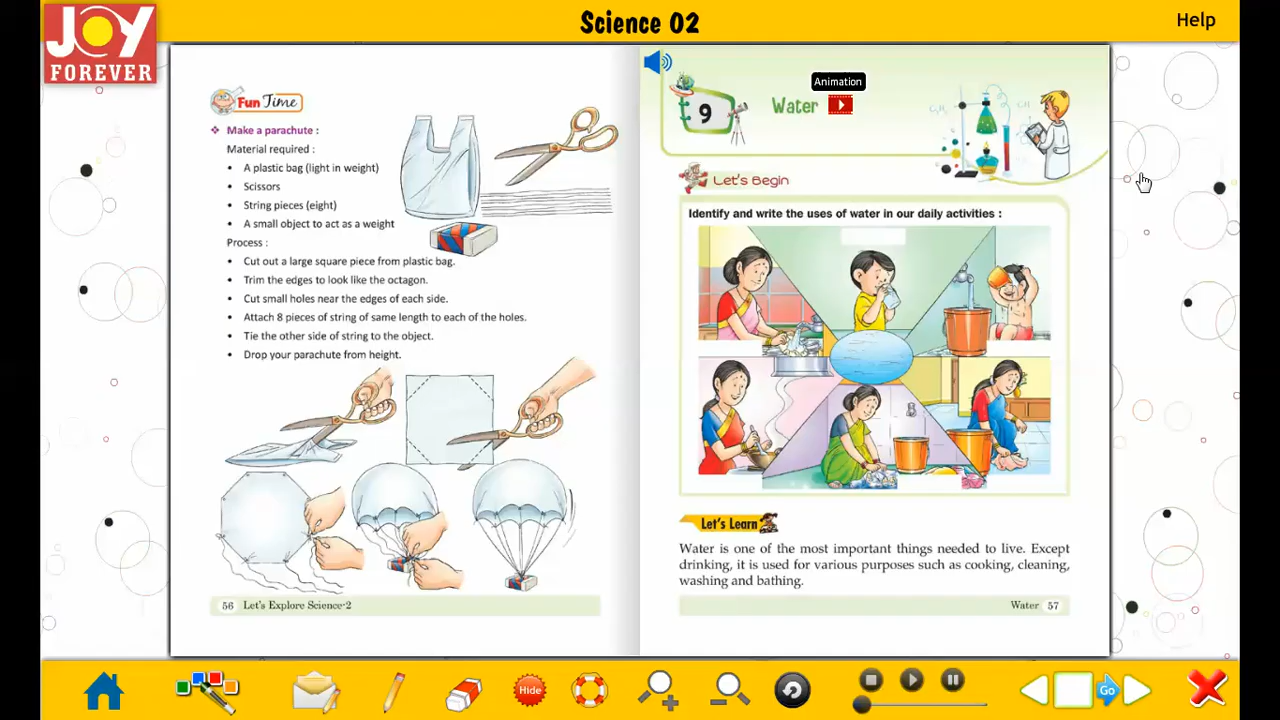 Science 02
Help
JOY
FOREVER
Fun Time
❖ Make a parachute :
Material required :
• A plastic bag (light in weight)
• Scissors
• String pieces (eight)
• A small object to act as a weight
Process :
• Cut out a large square piece from plastic bag.
• Trim the edges to look like the octagon.
• Cut small holes near the edges of each side.
• Attach 8 pieces of string of same length to each of the holes.
• Tie the other side of string to the object.
• Drop your parachute from height.
56 Let's Explore Science-2
Animation
9
Water
Let's Begin
Identify and write the uses of water in our daily activities :
Let's Learn
Water is one of the most important things needed to live. Except
drinking, it is used for various purposes such as cooking, cleaning,
washing and bathing.
Water 57
Hide
Go